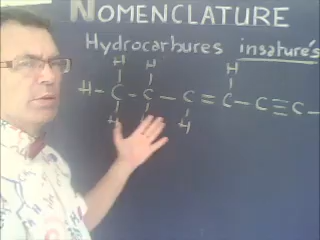 NOMENCLATURE
Hydrocarbures insaturés
H H H
H - C - C - C = C - C ≡ C -
H H